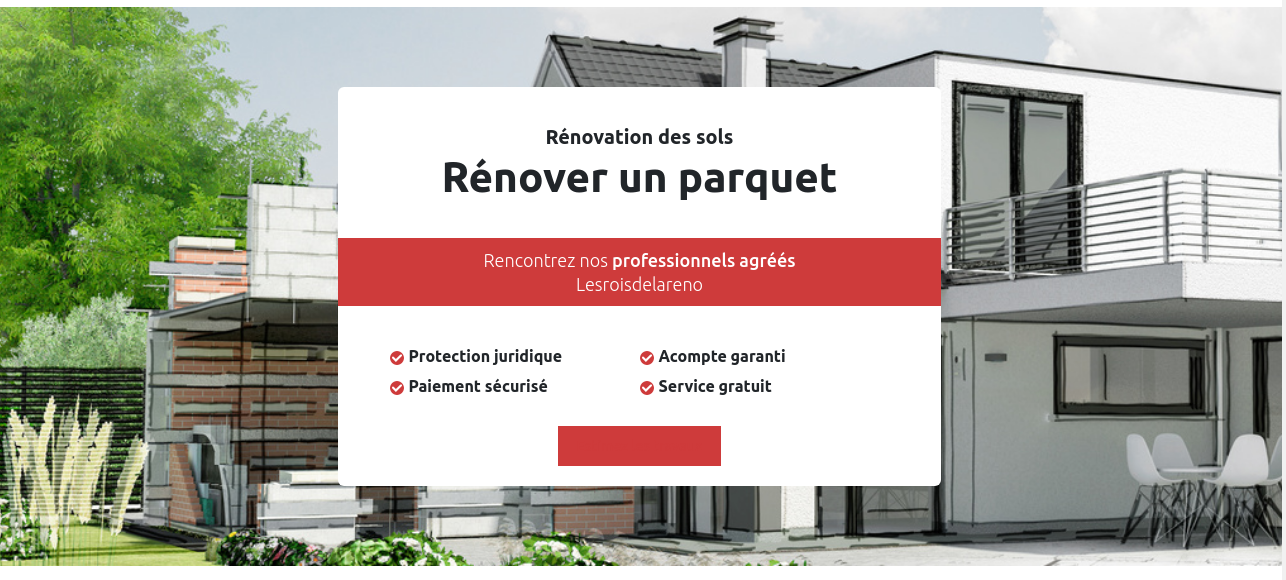 Rénovation des sols
Rénover un parquet
Rencontrez nos professionnels agréés
Lesroisdelareno
Protection juridique
Acompte garanti
Paiement sécurisé
Service gratuit